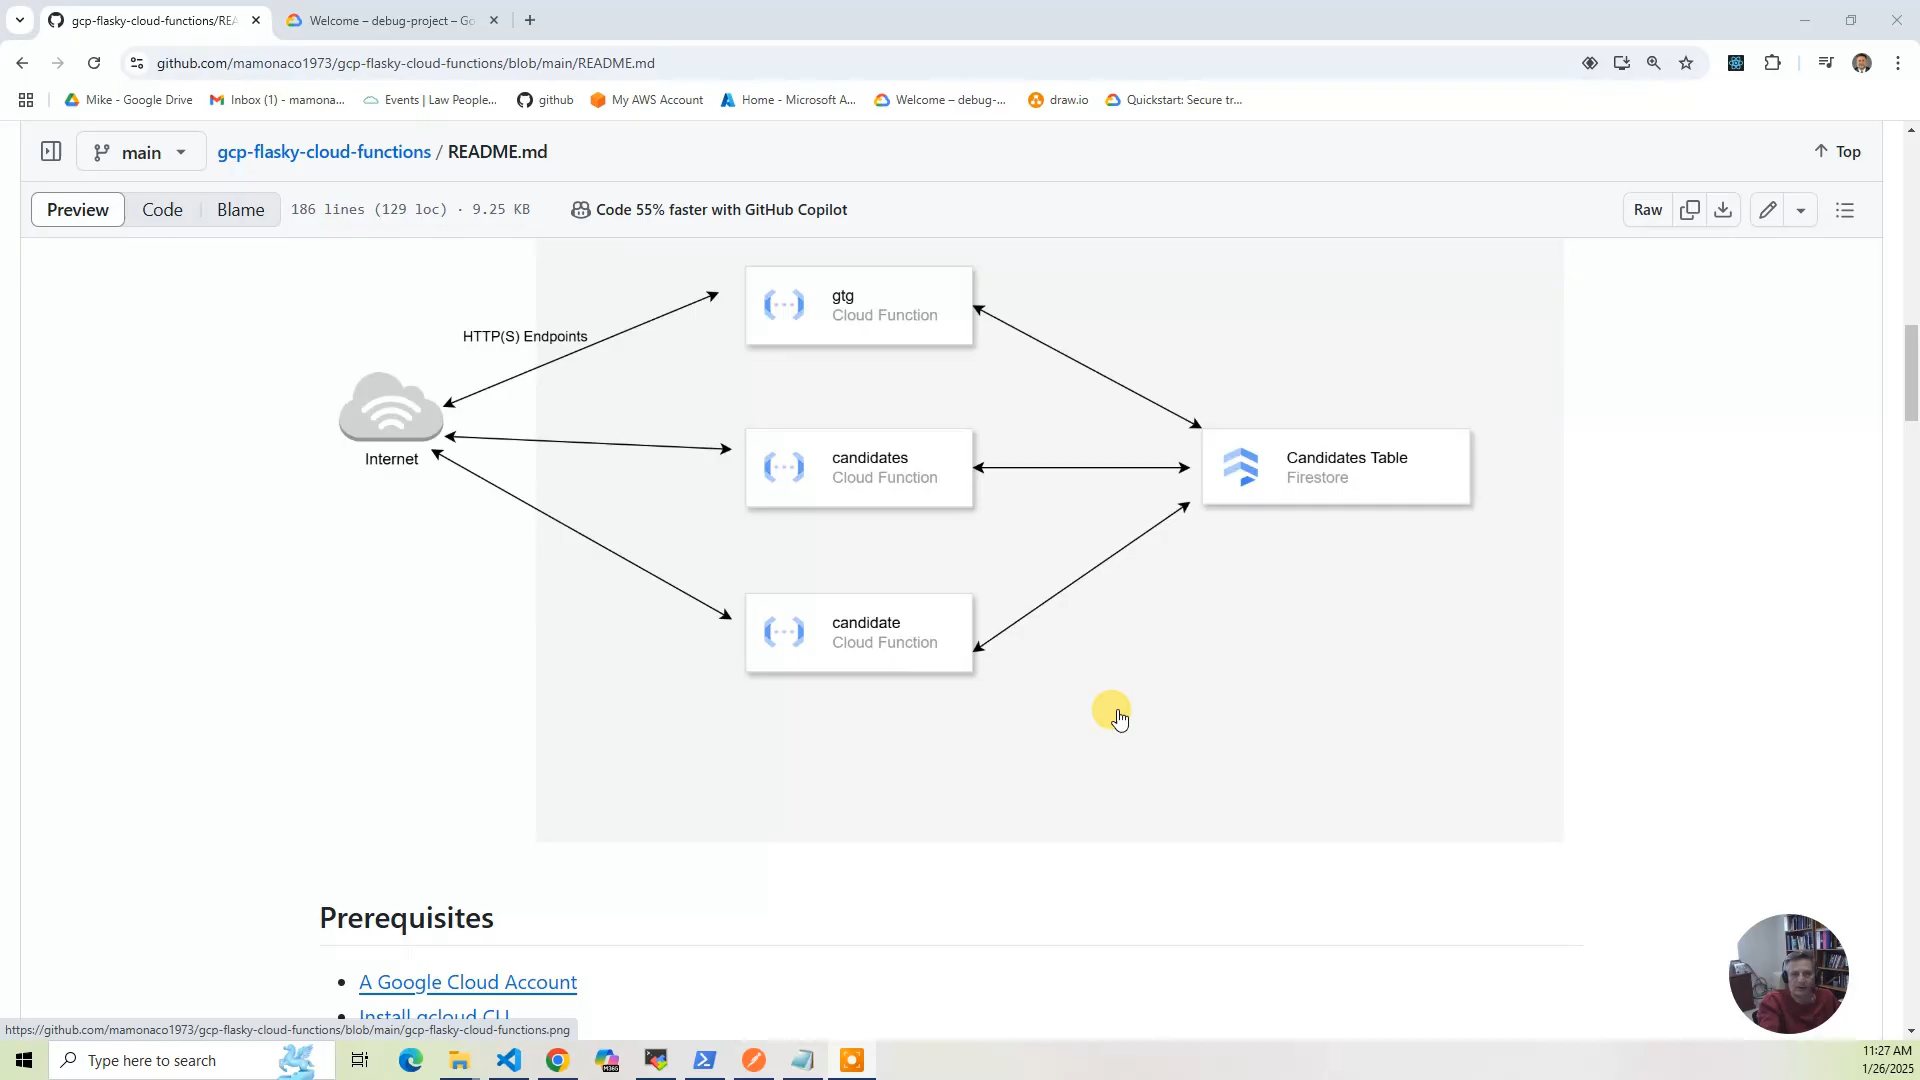 gcp-flasky-cloud-functions/REA
Welcome – debug-project – Go
github.com/mamonaco1973/gcp-flasky-cloud-functions/blob/main/README.md
Mike - Google Drive
Inbox (1) - mamona...
Events | Law People...
github
My AWS Account
Home - Microsoft A...
Welcome – debug-...
draw.io
Quickstart: Secure tr...
main
gcp-flasky-cloud-functions / README.md
Top
Preview
Code
Blame
186 lines (129 loc) · 9.25 KB
Code 55% faster with GitHub Copilot
Raw
gtg
Cloud Function
HTTP(S) Endpoints
Internet
candidates
Cloud Function
Candidates Table
Firestore
candidate
Cloud Function
Prerequisites
A Google Cloud Account
Install gcloud CLI
https://github.com/mamonaco1973/gcp-flasky-cloud-functions/blob/main/gcp-flasky-cloud-functions.png
Type here to search
M365
11:27 AM
1/26/2025